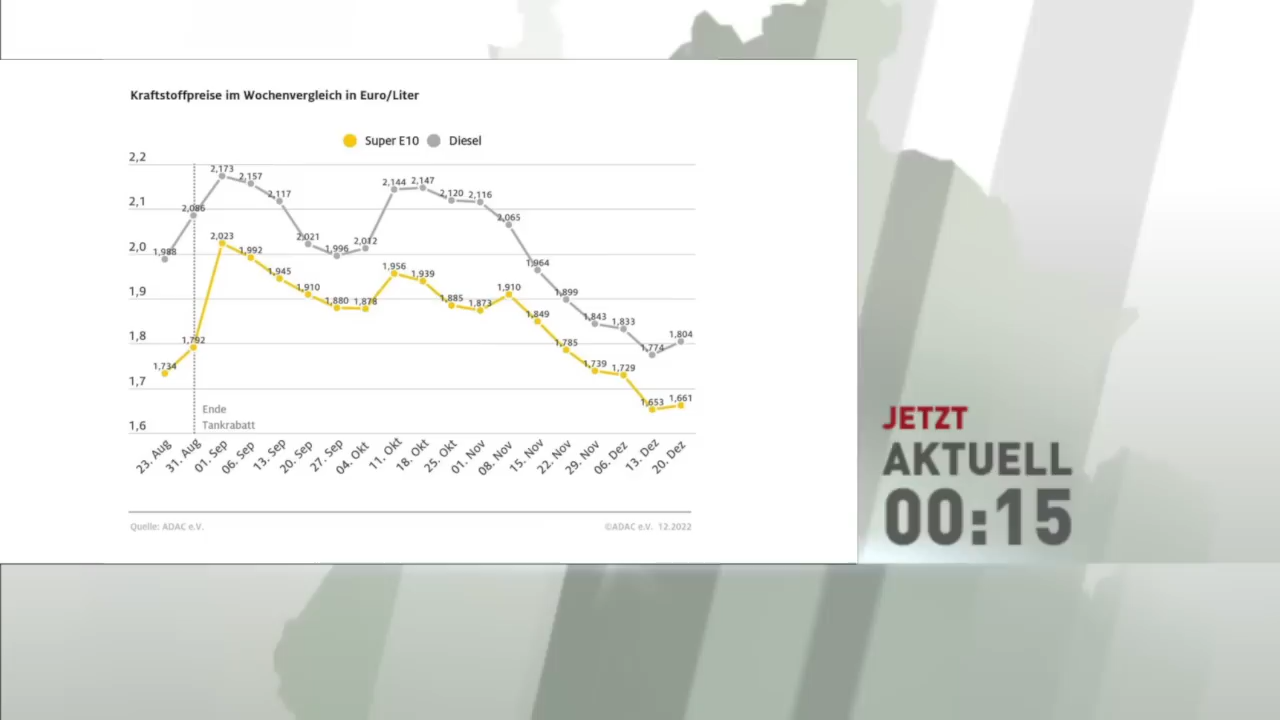 Kraftstoffpreise im Wochenvergleich in Euro/Liter
Super E10 Diesel
2,2
2,1
2,0
1,9
1,8
1,7
1,6
1,988 2,086 2,173 2,157 2,117 2,021 1,996 2,012 2,144 2,147 2,120 2,116 2,065 1,964 1,899 1,843 1,833 1,774 1,804
1,734 1,792 2,023 1,992 1,945 1,910 1,880 1,878 1,956 1,939 1,885 1,873 1,910 1,849 1,785 1,739 1,729 1,653 1,661
Ende
Tankrabatt
23. Aug 31. Aug 01. Sep 06. Sep 13. Sep 20. Sep 27. Sep 04. Okt 11. Okt 18. Okt 25. Okt 01. Nov 08. Nov 15. Nov 22. Nov 29. Nov 06. Dez 13. Dez 20. Dez
Quelle: ADAC e.V. ©ADAC e.V. 12.2022
JETZT
AKTUELL
00:15